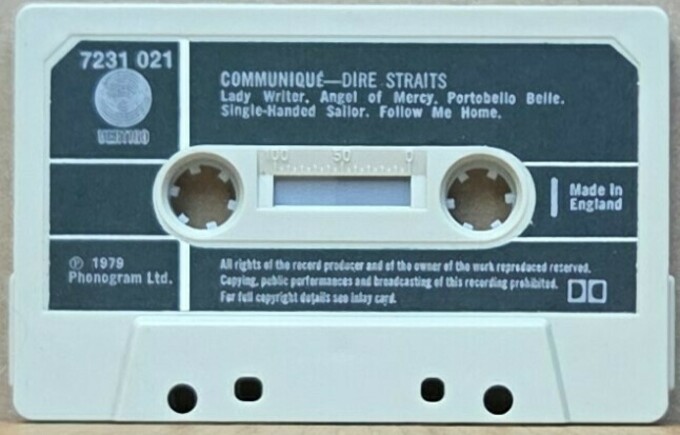 7231 021
VERTIGO
COMMUNIQUÉ—DIRE STRAITS
Lady Writer. Angel of Mercy. Portobello Belle.
Single-Handed Sailor. Follow Me Home.
00 50 0
Made in
England
Ⓟ 1979
Phonogram Ltd.
All rights of the record producer and of the owner of the work reproduced reserved.
Copying, public performances and broadcasting of this recording prohibited.
For full copyright details see inlay card.